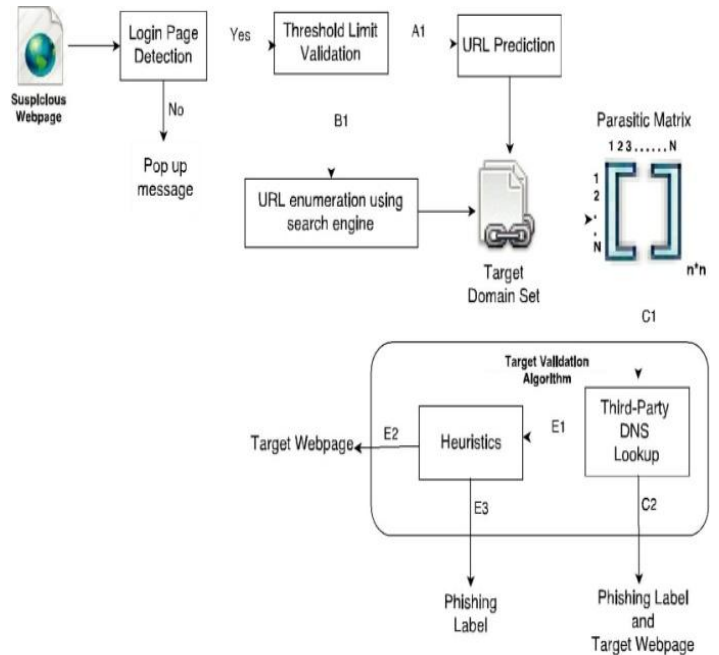 Login Page
Detection
Yes
Threshold Limit
Validation
A1
URL Prediction
Suspicious
Webpage
No
Pop up
message
B1
URL enumeration using
search engine
Target
Domain Set
Parasitic Matrix
1 2 3 . . . . . . N
1
2
.
.
N
n*n
C1
Target Validation
Algorithm
Third-Party
DNS
Lookup
E1
Heuristics
E2
Target Webpage
E3
C2
Phishing
Label
Phishing Label
and
Target Webpage